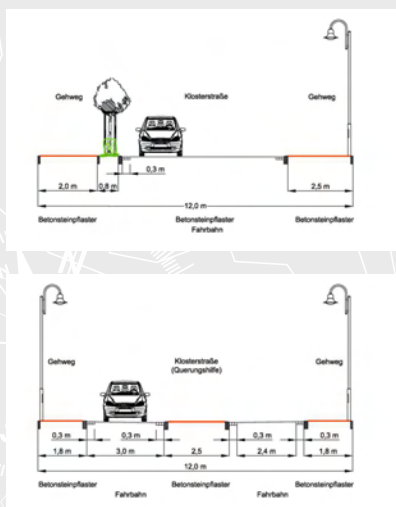 Gehweg Klosterstraße Gehweg
0,3 m
2,0 m 0,8 m 2,5 m
12,0 m
Betonsteinpflaster Betonsteinpflaster Betonsteinpflaster
Fahrbahn
Gehweg Klosterstraße Gehweg
(Querungshilfe)
0,3 m 0,3 m 0,3 m 0,3 m
1,8 m 3,0 m 2,5 2,4 m 1,8 m
12,0 m
Betonsteinpflaster Betonsteinpflaster Betonsteinpflaster
Fahrbahn Fahrbahn